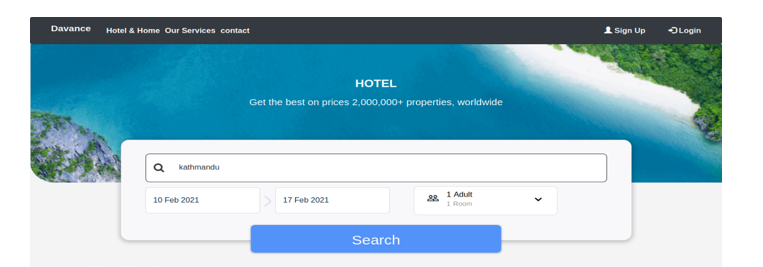 Davance Hotel & Home Our Services contact Sign Up Login
HOTEL
Get the best on prices 2,000,000+ properties, worldwide
kathmandu
10 Feb 2021 17 Feb 2021 1 Adult
1 Room
Search